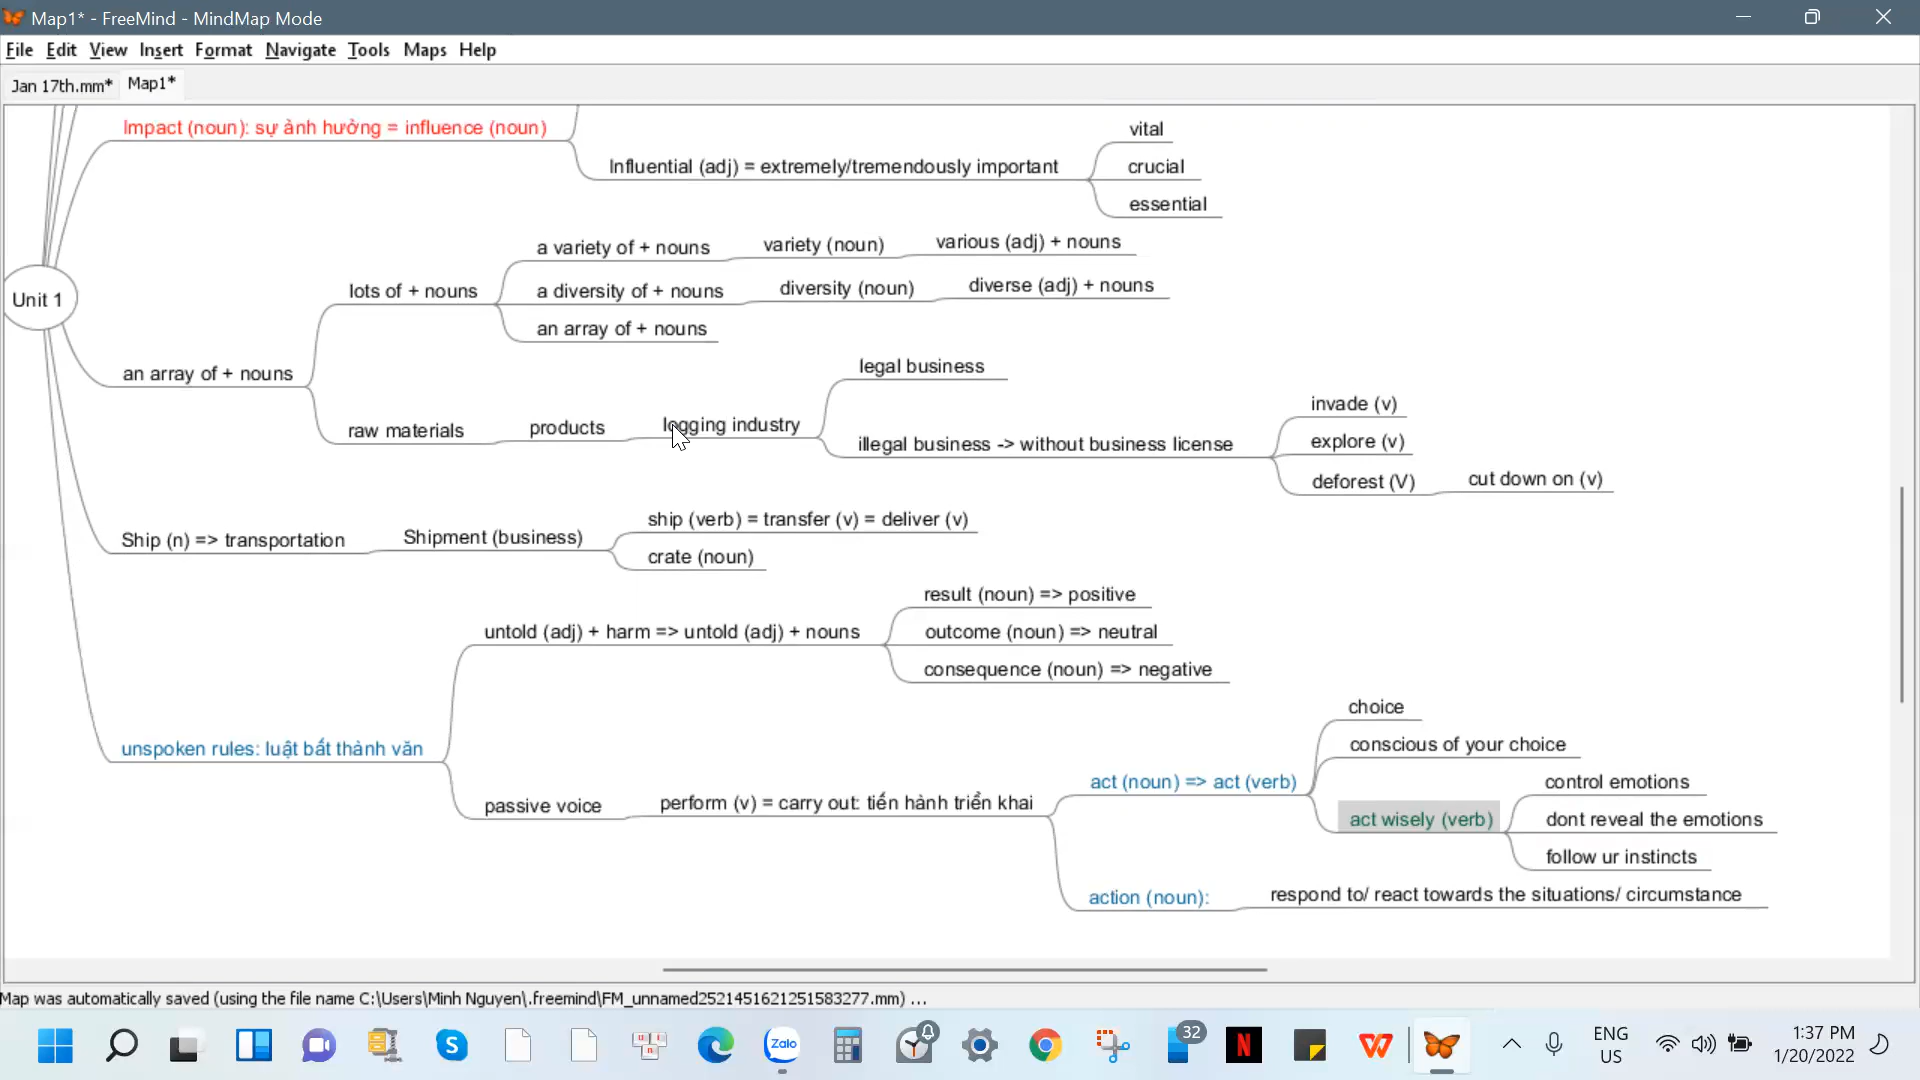 Map1* - FreeMind - MindMap Mode
File Edit View Insert Format Navigate Tools Maps Help
Jan 17th.mm* Map1*
Impact (noun): sự ảnh hưởng = influence (noun)
Influential (adj) = extremely/tremendously important
vital
crucial
essential
Unit 1
an array of + nouns
lots of + nouns
a variety of + nouns
variety (noun)
various (adj) + nouns
a diversity of + nouns
diversity (noun)
diverse (adj) + nouns
an array of + nouns
raw materials
products
logging industry
legal business
illegal business -> without business license
invade (v)
explore (v)
deforest (V)
cut down on (v)
Ship (n) => transportation
Shipment (business)
ship (verb) = transfer (v) = deliver (v)
crate (noun)
unspoken rules: luật bất thành văn
untold (adj) + harm => untold (adj) + nouns
result (noun) => positive
outcome (noun) => neutral
consequence (noun) => negative
passive voice
perform (v) = carry out: tiến hành triển khai
act (noun) => act (verb)
choice
conscious of your choice
act wisely (verb)
control emotions
dont reveal the emotions
follow ur instincts
action (noun):
respond to/ react towards the situations/ circumstance
Map was automatically saved (using the file name C:\Users\Minh Nguyen\.freemind\FM_unnamed2521451621251583277.mm) ...
Zalo
32
N
ENG
US
1:37 PM
1/20/2022